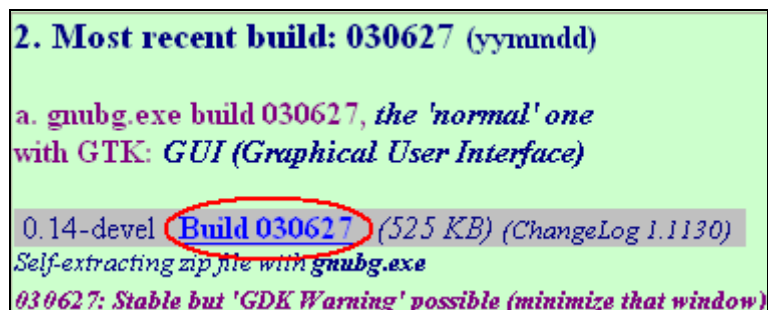 2. Most recent build: 030627 (yymmdd)
a. gnubg.exe build 030627, the 'normal' one
with GTK: GUI (Graphical User Interface)
0.14-devel Build 030627 (525 KB) (ChangeLog 1.1130)
Self-extracting zip file with gnubg.exe
030627: Stable but 'GDK Warning' possible (minimize that window)